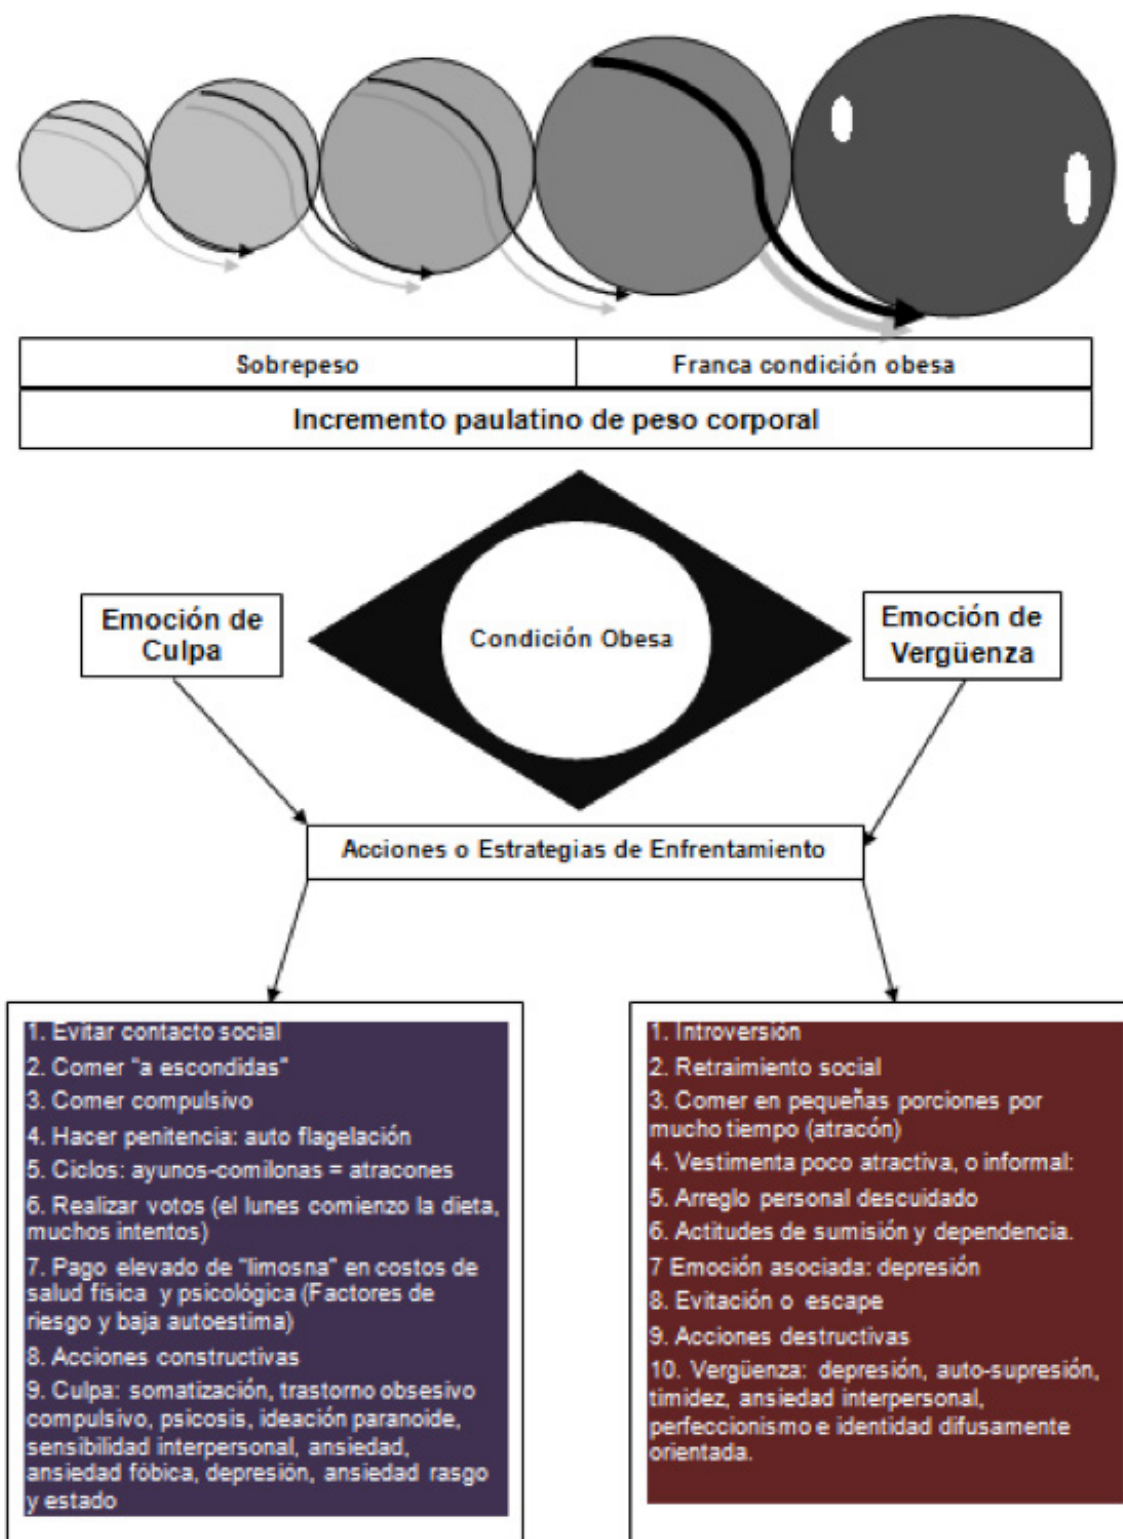 Sobrepeso
Franca condición obesa
Incremento paulatino de peso corporal
Emoción de
Culpa
Condición Obesa
Emoción de
Vergüenza
Acciones o Estrategias de Enfrentamiento
1. Evitar contacto social
2. Comer "a escondidas"
3. Comer compulsivo
4. Hacer penitencia: auto flagelación
5. Ciclos: ayunos-comilonas = atracones
6. Realizar votos (el lunes comienzo la dieta,
muchos intentos)
7. Pago elevado de "limosna" en costos de
salud física y psicológica (Factores de
riesgo y baja autoestima)
8. Acciones constructivas
9. Culpa: somatización, trastorno obsesivo
compulsivo, psicosis, ideación paranoide,
sensibilidad interpersonal, ansiedad,
ansiedad fóbica, depresión, ansiedad rasgo
y estado
1. Introversión
2. Retraimiento social
3. Comer en pequeñas porciones por
mucho tiempo (atracón)
4. Vestimenta poco atractiva, o informal:
5. Arreglo personal descuidado
6. Actitudes de sumisión y dependencia.
7 Emoción asociada: depresión
8. Evitación o escape
9. Acciones destructivas
10. Vergüenza: depresión, auto-supresión,
timidez, ansiedad interpersonal,
perfeccionismo e identidad difusamente
orientada.